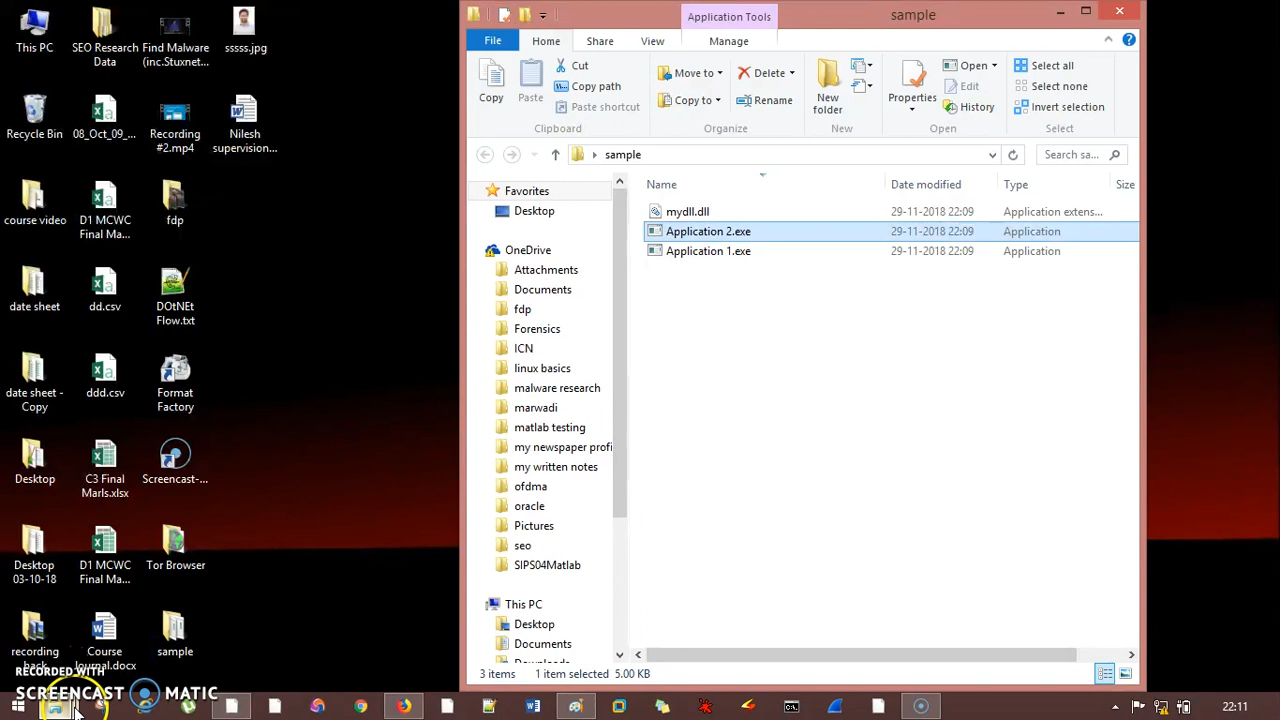 This PC
SEO Research
Data
Find Malware
(inc.Stuxnet...
sssss.jpg
Recycle Bin
08_Oct_09_...
Recording
#2.mp4
Nilesh
supervision...
course video
D1 MCWC
Final Ma...
fdp
date sheet
dd.csv
DOtNEt
Flow.txt
date sheet -
Copy
ddd.csv
Format
Factory
Desktop
C3 Final
Marls.xlsx
Screencast-...
Desktop
03-10-18
D1 MCWC
Final Ma...
Tor Browser
recording
back
Course
Journal.docx
sample
RECORDED WITH
SCREENCAST MATIC
Application Tools
sample
File
Home
Share
View
Manage
Copy
Paste
Cut
Copy path
Paste shortcut
Clipboard
Move to
Copy to
Delete
Rename
Organize
New
folder
New
Properties
Open
Edit
History
Open
Select all
Select none
Invert selection
Select
sample
Search sa...
Name
Date modified
Type
Size
mydll.dll 29-11-2018 22:09 Application extens...
Application 2.exe 29-11-2018 22:09 Application
Application 1.exe 29-11-2018 22:09 Application
Favorites
Desktop
OneDrive
Attachments
Documents
fdp
Forensics
ICN
linux basics
malware research
marwadi
matlab testing
my newspaper profi
my written notes
ofdma
oracle
Pictures
seo
SIPS04Matlab
This PC
Desktop
Documents
Downloads
3 items
1 item selected 5.00 KB
22:11